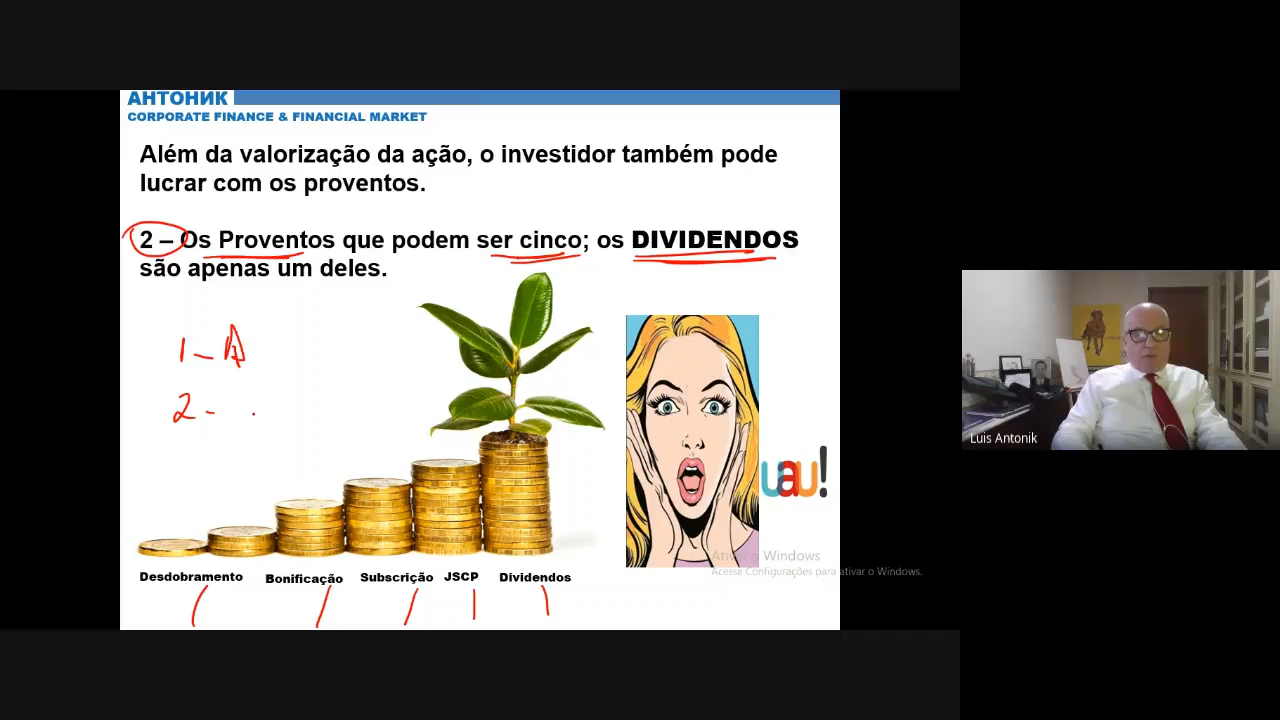 АНТОНИК
CORPORATE FINANCE & FINANCIAL MARKET
Além da valorização da ação, o investidor também pode
lucrar com os proventos.
2 – Os Proventos que podem ser cinco; os DIVIDENDOS
são apenas um deles.
1 –
2 -
uau!
Desdobramento Bonificação Subscrição JSCP Dividendos
Ativar o Windows
Acesse Configurações para ativar o Windows.
Luis Antonik